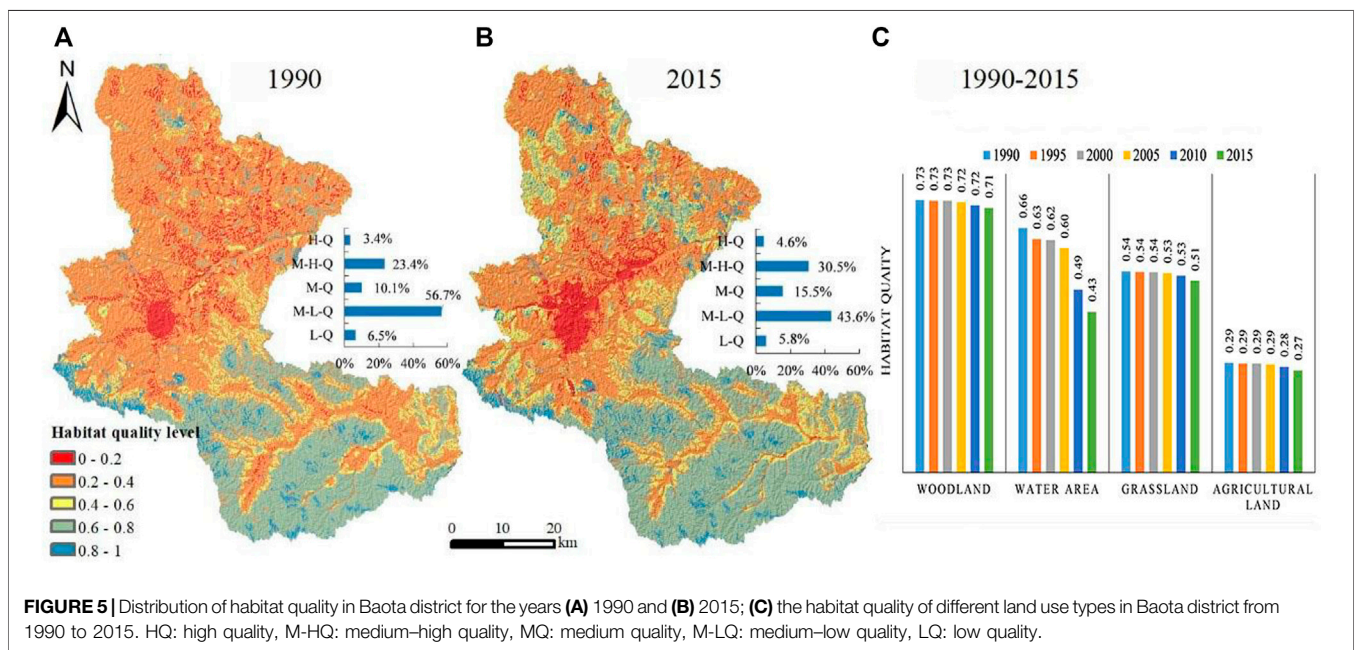 A
B
C
N
1990
2015
1990-2015
1990 1995 2000 2005 2010 2015
H-Q 3.4%
M-H-Q 23.4%
M-Q 10.1%
M-L-Q 56.7%
L-Q 6.5%
0% 20% 40% 60%
H-Q 4.6%
M-H-Q 30.5%
M-Q 15.5%
M-L-Q 43.6%
L-Q 5.8%
0% 20% 40% 60%
HABITAT QUAITY
0.73 0.73 0.73 0.72 0.72 0.71
0.66 0.63 0.62 0.60 0.49 0.43
0.54 0.54 0.54 0.53 0.53 0.51
0.29 0.29 0.29 0.29 0.28 0.27
WOODLAND WATER AREA GRASSLAND AGRICULTURAL
LAND
Habitat quality level
0 - 0.2
0.2 - 0.4
0.4 - 0.6
0.6 - 0.8
0.8 - 1
0 10 20
km
FIGURE 5 | Distribution of habitat quality in Baota district for the years (A) 1990 and (B) 2015; (C) the habitat quality of different land use types in Baota district from
1990 to 2015. HQ: high quality, M-HQ: medium–high quality, MQ: medium quality, M-LQ: medium–low quality, LQ: low quality.